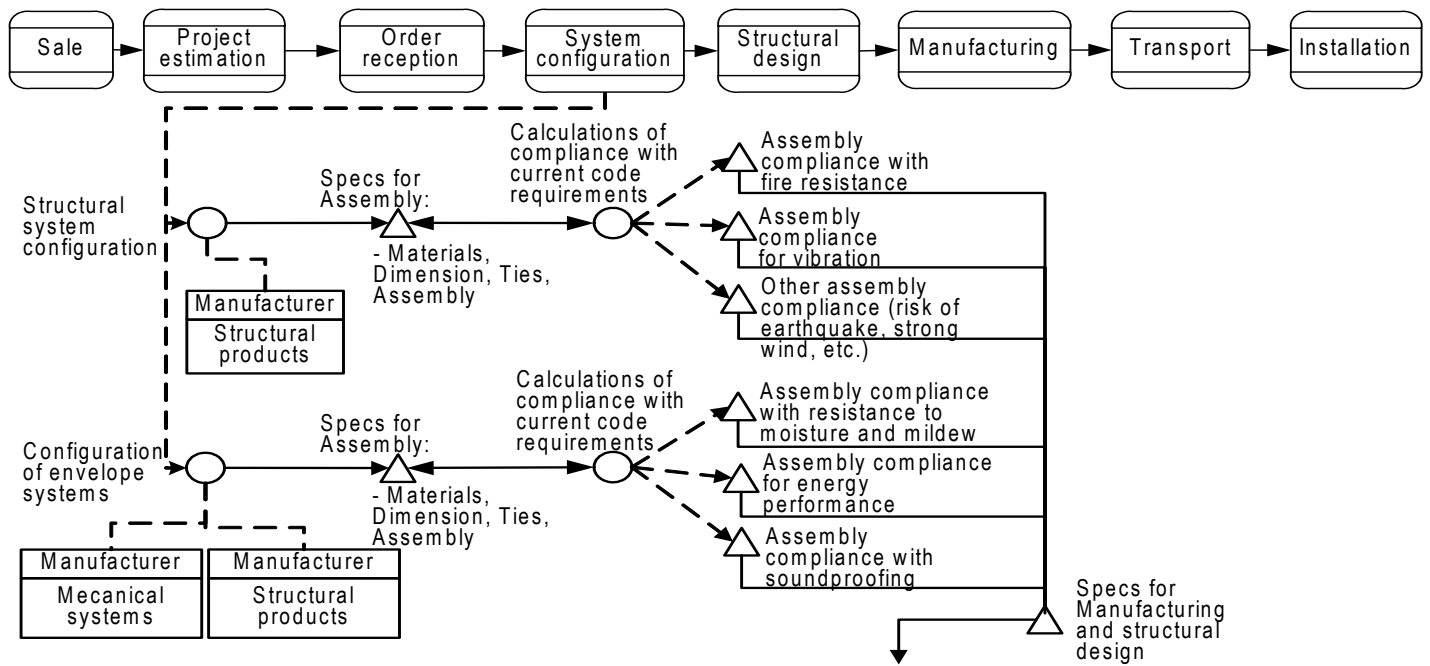 Sale
Project
estimation
Order
reception
System
configuration
Structural
design
Manufacturing
Transport
Installation
Structural
system
configuration
Specs for
Assembly:
- Materials,
Dimension, Ties,
Assembly
Manufacturer
Structural
products
Calculations of
compliance with
current code
requirements
Assembly
compliance with
fire resistance
Assembly
compliance
for vibration
Other assembly
compliance (risk of
earthquake, strong
wind, etc.)
Configuration
of envelope
systems
Specs for
Assembly:
- Materials,
Dimension, Ties,
Assembly
Manufacturer
Mecanical
systems
Manufacturer
Structural
products
Calculations of
compliance with
current code
requirements
Assembly compliance
with resistance to
moisture and mildew
Assembly compliance
for energy
performance
Assembly
compliance with
soundproofing
Specs for
Manufacturing
and structural
design